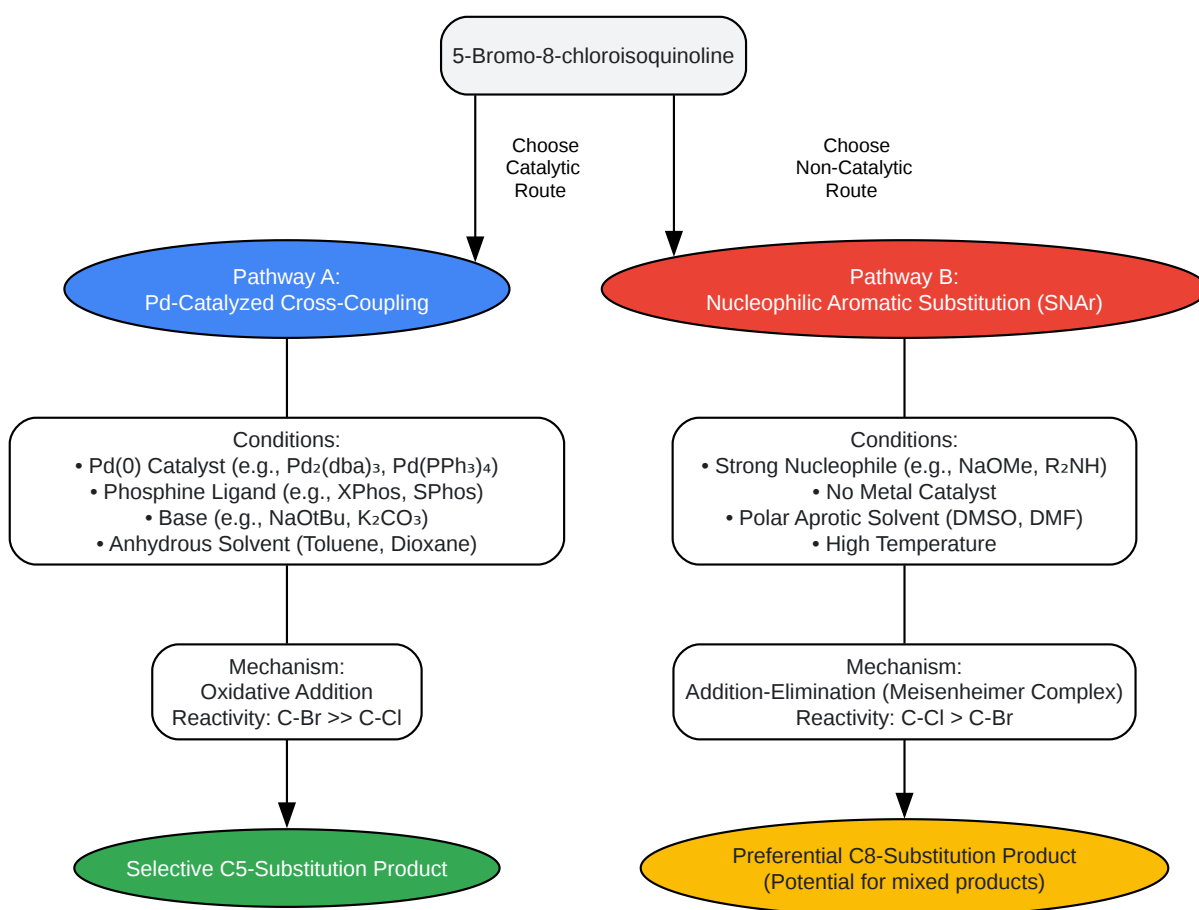 5-Bromo-8-chloroisoquinoline
Choose
Catalytic
Route
Choose
Non-Catalytic
Route
Pathway A:
Pd-Catalyzed Cross-Coupling
Pathway B:
Nucleophilic Aromatic Substitution (SNAr)
Conditions:
• Pd(0) Catalyst (e.g., Pd₂(dba)₃, Pd(PPh₃)₄)
• Phosphine Ligand (e.g., XPhos, SPhos)
• Base (e.g., NaOtBu, K₂CO₃)
• Anhydrous Solvent (Toluene, Dioxane)
Conditions:
• Strong Nucleophile (e.g., NaOMe, R₂NH)
• No Metal Catalyst
• Polar Aprotic Solvent (DMSO, DMF)
• High Temperature
Mechanism:
Oxidative Addition
Reactivity: C-Br >> C-Cl
Mechanism:
Addition-Elimination (Meisenheimer Complex)
Reactivity: C-Cl > C-Br
Selective C5-Substitution Product
Preferential C8-Substitution Product
(Potential for mixed products)